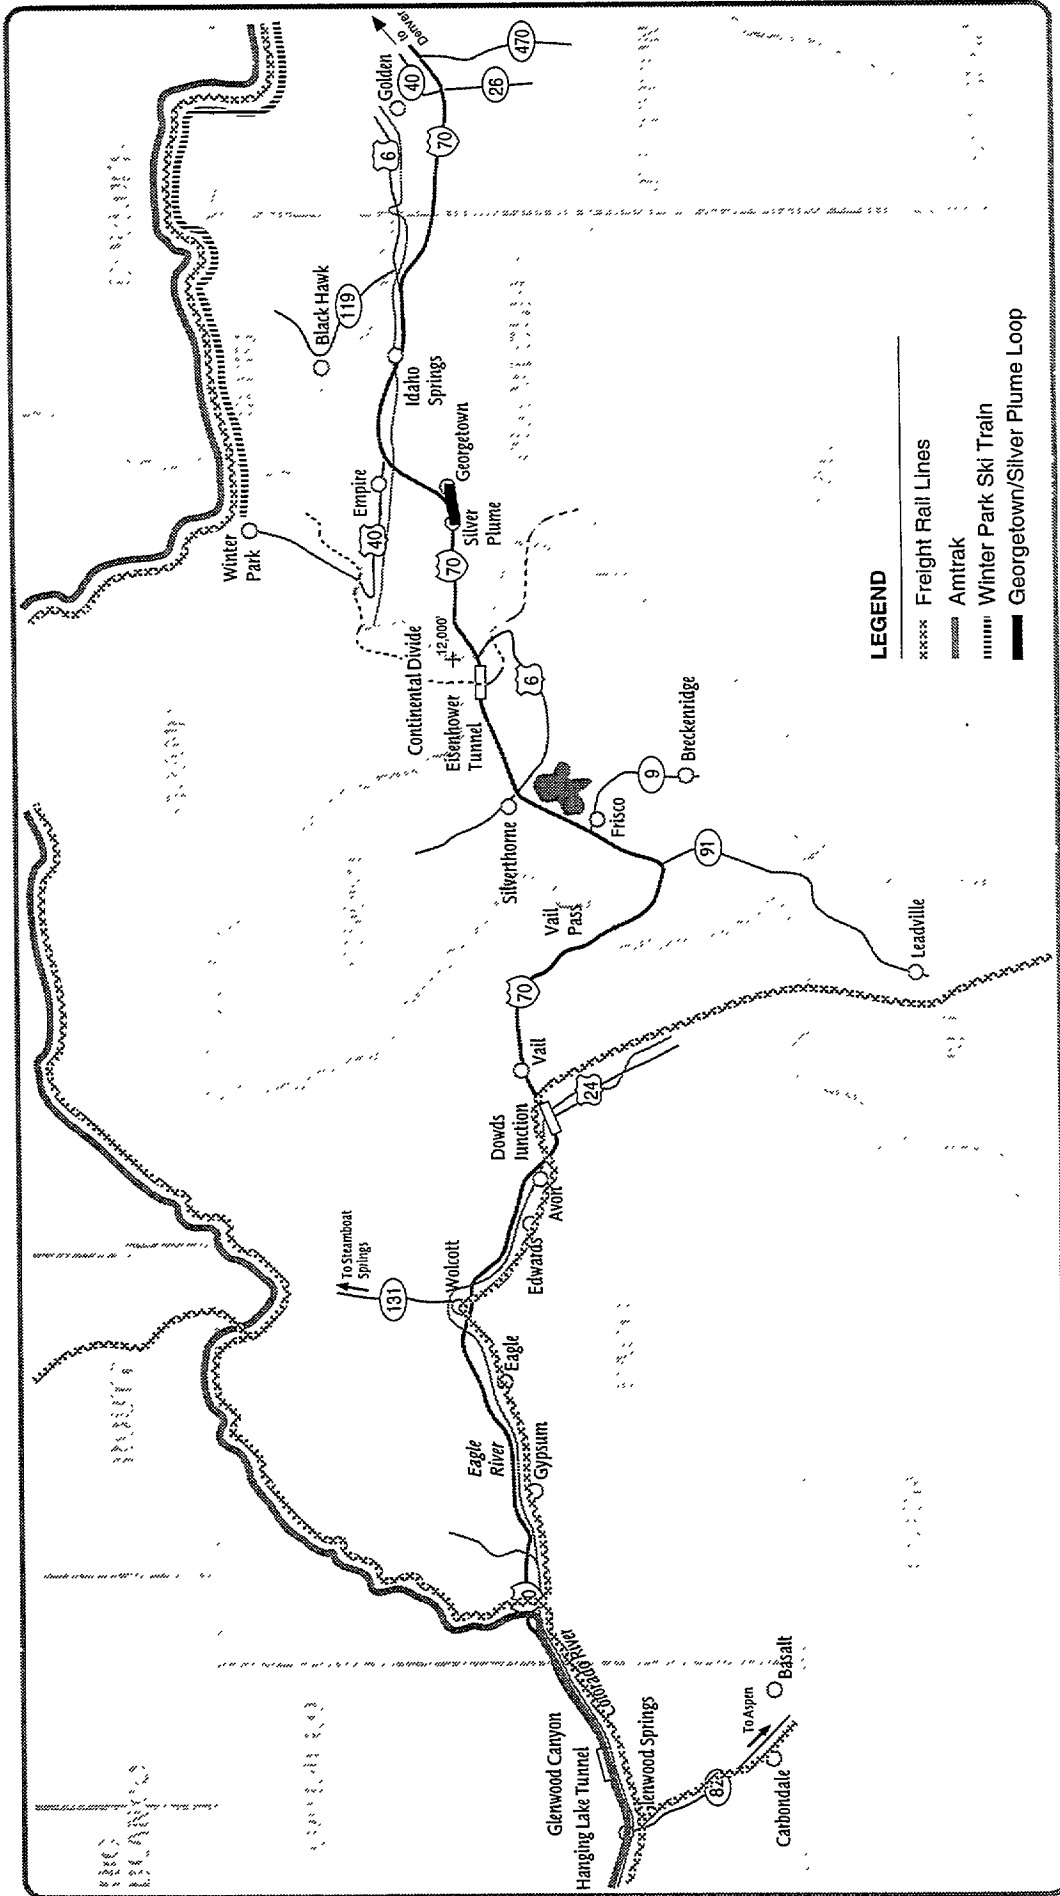 to
Denver
Golden
40
470
26
6
70
Black Hawk
119
Idaho
Springs
Georgetown
Silver
Plume
Empire
40
Winter
Park
70
Continental Divide
12,000'
Eisenhower
Tunnel
6
Silverthorne
Frisco
9
Breckenridge
91
Vail
Pass
Leadville
70
Vail
24
Dowds
Junction
Avon
Edwards
Wolcott
To Steamboat
Springs
131
Eagle
Eagle
River
Gypsum
Colorado River
Glenwood Canyon
Hanging Lake Tunnel
Glenwood Springs
82
To Aspen
Basalt
Carbondale
ROUTT
RIO
BLANCO
LEGEND
Freight Rail Lines
Amtrak
Winter Park Ski Train
Georgetown/Silver Plume Loop